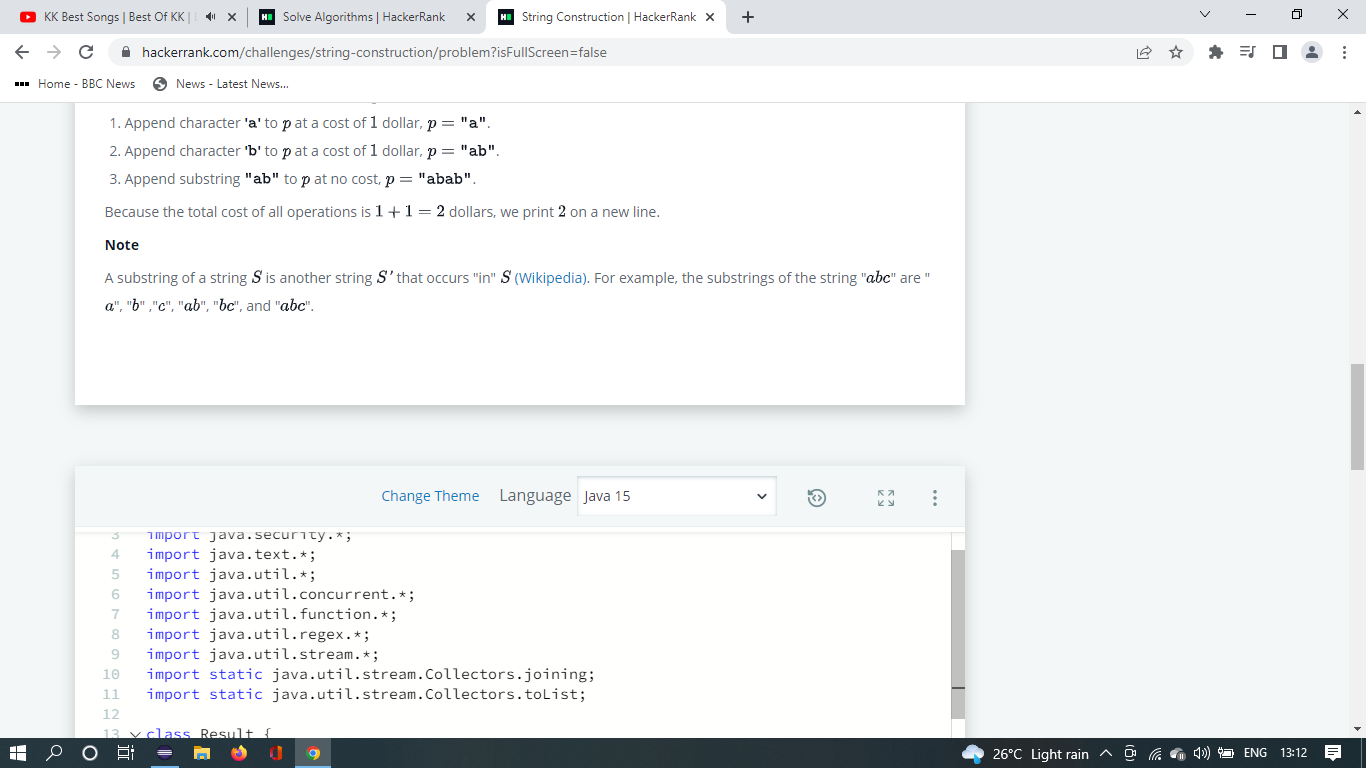 KK Best Songs | Best Of KK |
Solve Algorithms | HackerRank
String Construction | HackerRank
hackerrank.com/challenges/string-construction/problem?isFullScreen=false
Home - BBC News
News - Latest News...
1. Append character 'a' to p at a cost of 1 dollar, p = "a".
2. Append character 'b' to p at a cost of 1 dollar, p = "ab".
3. Append substring "ab" to p at no cost, p = "abab".
Because the total cost of all operations is 1 + 1 = 2 dollars, we print 2 on a new line.
Note
A substring of a string S is another string S' that occurs "in" S (Wikipedia). For example, the substrings of the string "abc" are "
a", "b" ,"c", "ab", "bc", and "abc".
Change Theme Language Java 15
3 import java.security.*;
4 import java.text.*;
5 import java.util.*;
6 import java.util.concurrent.*;
7 import java.util.function.*;
8 import java.util.regex.*;
9 import java.util.stream.*;
10 import static java.util.stream.Collectors.joining;
11 import static java.util.stream.Collectors.toList;
12
13 class Result {
26°C Light rain ENG 13:12